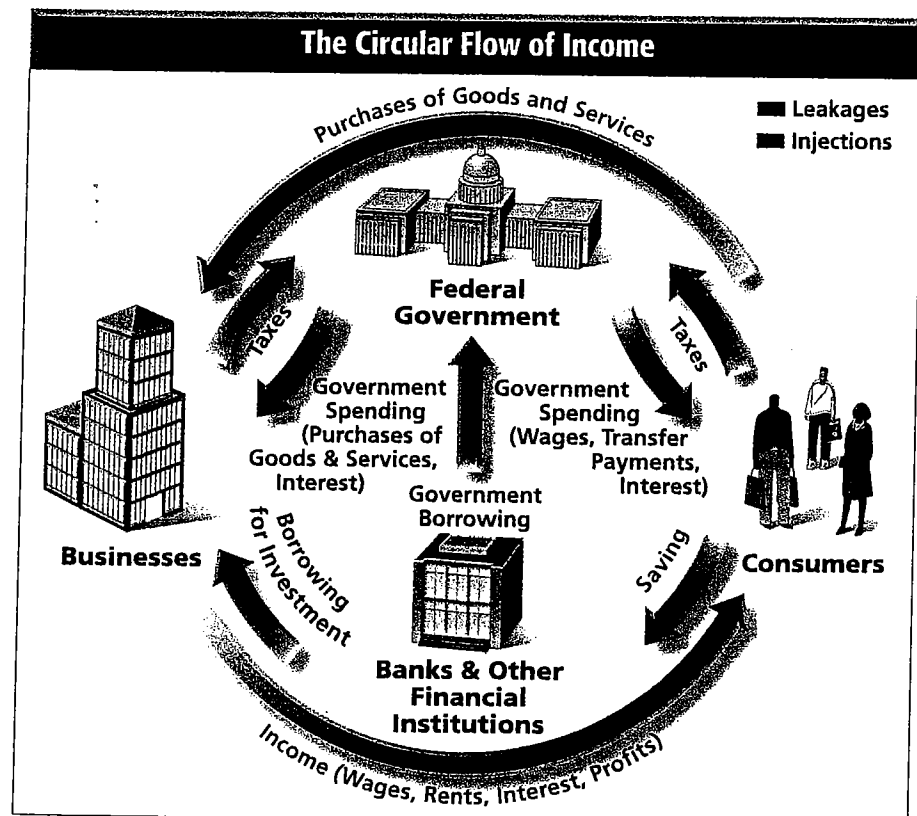 The Circular Flow of Income
Purchases of Goods and Services
Leakages
Injections
Taxes
Federal
Government
Taxes
Government
Spending
(Purchases of
Goods & Services,
Interest)
Government
Spending
(Wages, Transfer
Payments,
Interest)
Government
Borrowing
Businesses
Borrowing
for Investment
Saving
Consumers
Banks & Other
Financial
Institutions
Income (Wages, Rents, Interest, Profits)